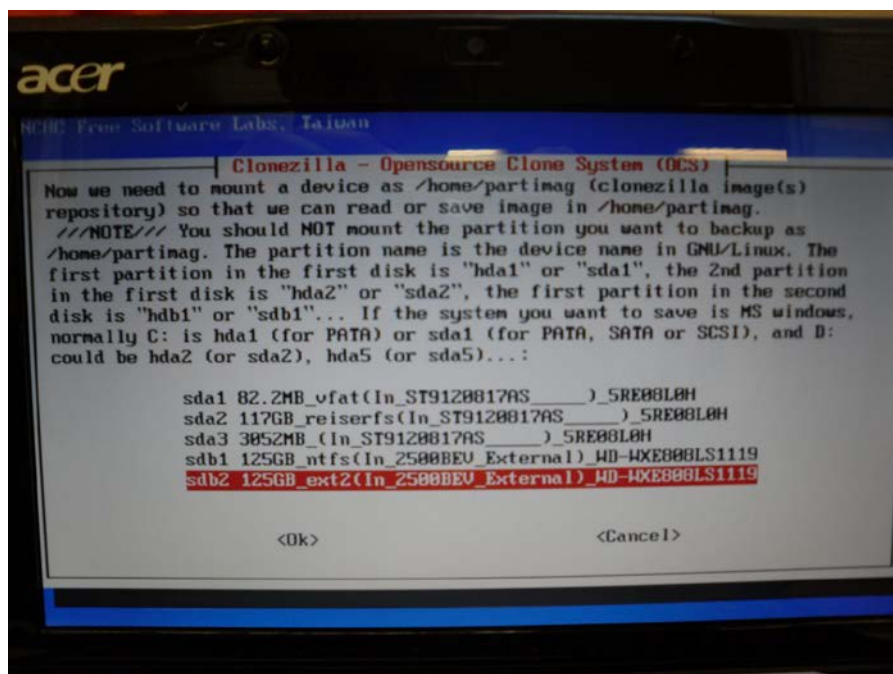 acer
NCHC Free Software Labs, Taiwan
Clonezilla - Opensource Clone System (OCS)
Now we need to mount a device as /home/partimag (clonezilla image(s)
repository) so that we can read or save image in /home/partimag.
///NOTE/// You should NOT mount the partition you want to backup as
/home/partimag. The partition name is the device name in GNU/Linux. The
first partition in the first disk is "hda1" or "sda1", the 2nd partition
in the first disk is "hda2" or "sda2", the first partition in the second
disk is "hdb1" or "sdb1"... If the system you want to save is MS windows,
normally C: is hda1 (for PATA) or sda1 (for PATA, SATA or SCSI), and D:
could be hda2 (or sda2), hda5 (or sda5)...:
sda1 82.2MB_vfat(In_ST9120817AS_____)_5RE08L0H
sda2 117GB_reiserfs(In_ST9120817AS_____)_5RE08L0H
sda3 3052MB_(In_ST9120817AS_____)_5RE08L0H
sdb1 125GB_ntfs(In_2500BEV_External)_WD-WXE808LS1119
sdb2 125GB_ext2(In_2500BEV_External)_WD-WXE808LS1119
<Ok> <Cancel>